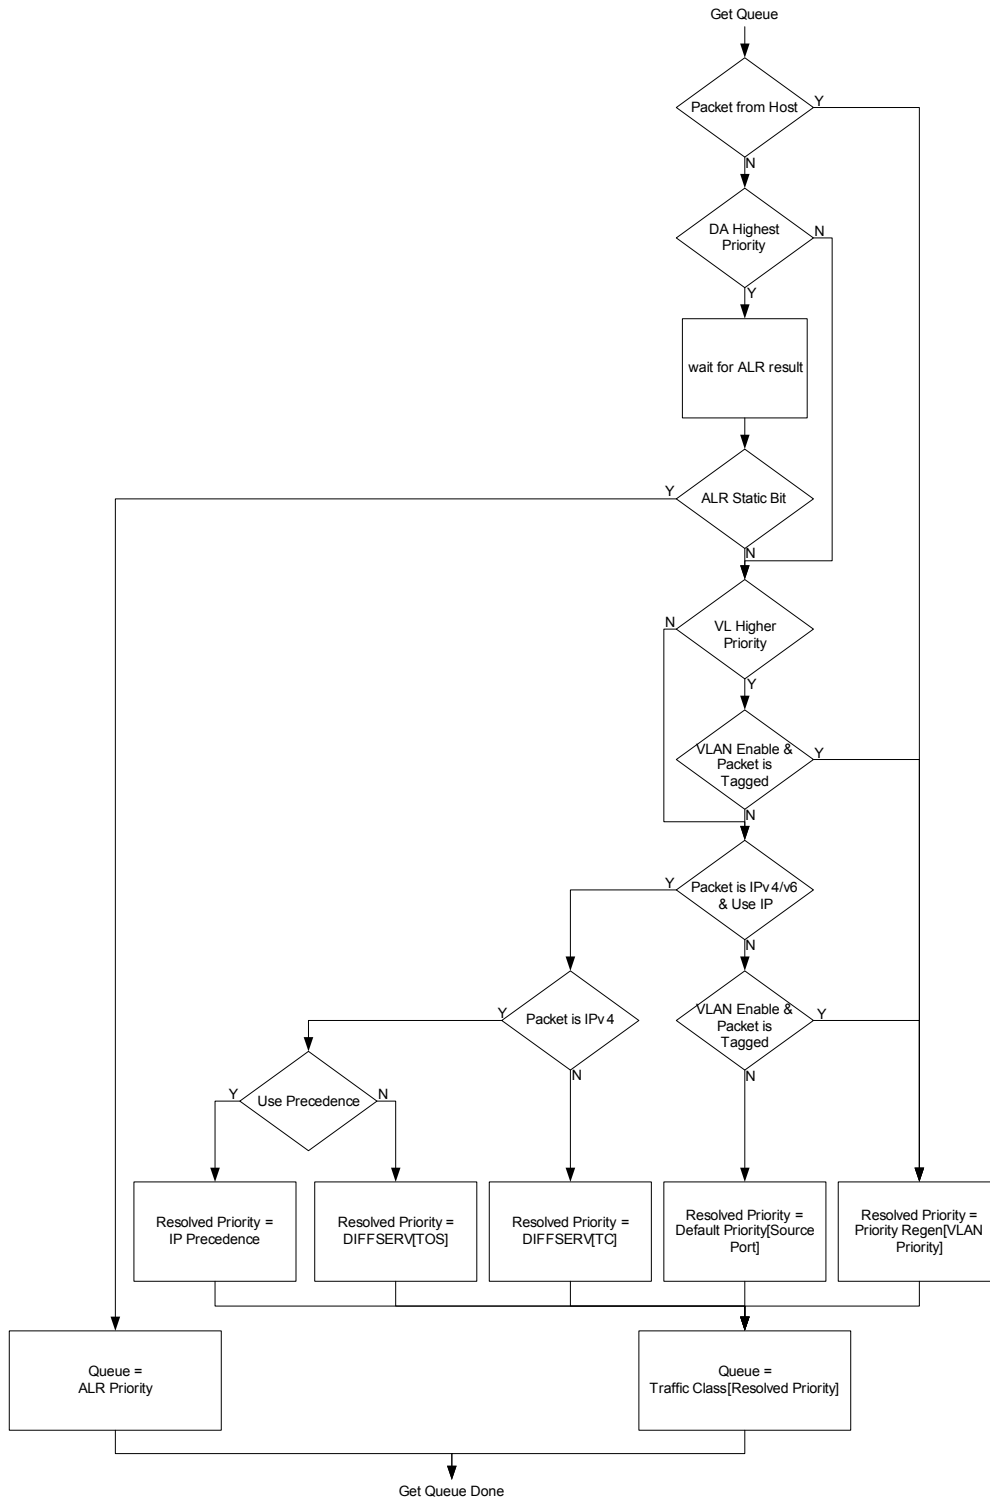 Get Queue
Packet from Host
Y
N
DA Highest
Priority
N
Y
wait for ALR result
Y
ALR Static Bit
N
N
VL Higher
Priority
Y
VLAN Enable &
Packet is
Tagged
Y
N
Y
Packet is IPv4/v6
& Use IP
N
Y
Packet is IPv4
N
VLAN Enable &
Packet is
Tagged
Y
N
Y
Use Precedence
N
Resolved Priority =
IP Precedence
Resolved Priority =
DIFFSERV[TOS]
Resolved Priority =
DIFFSERV[TC]
Resolved Priority =
Default Priority[Source
Port]
Resolved Priority =
Priority Regen[VLAN
Priority]
Queue =
ALR Priority
Queue =
Traffic Class[Resolved Priority]
Get Queue Done